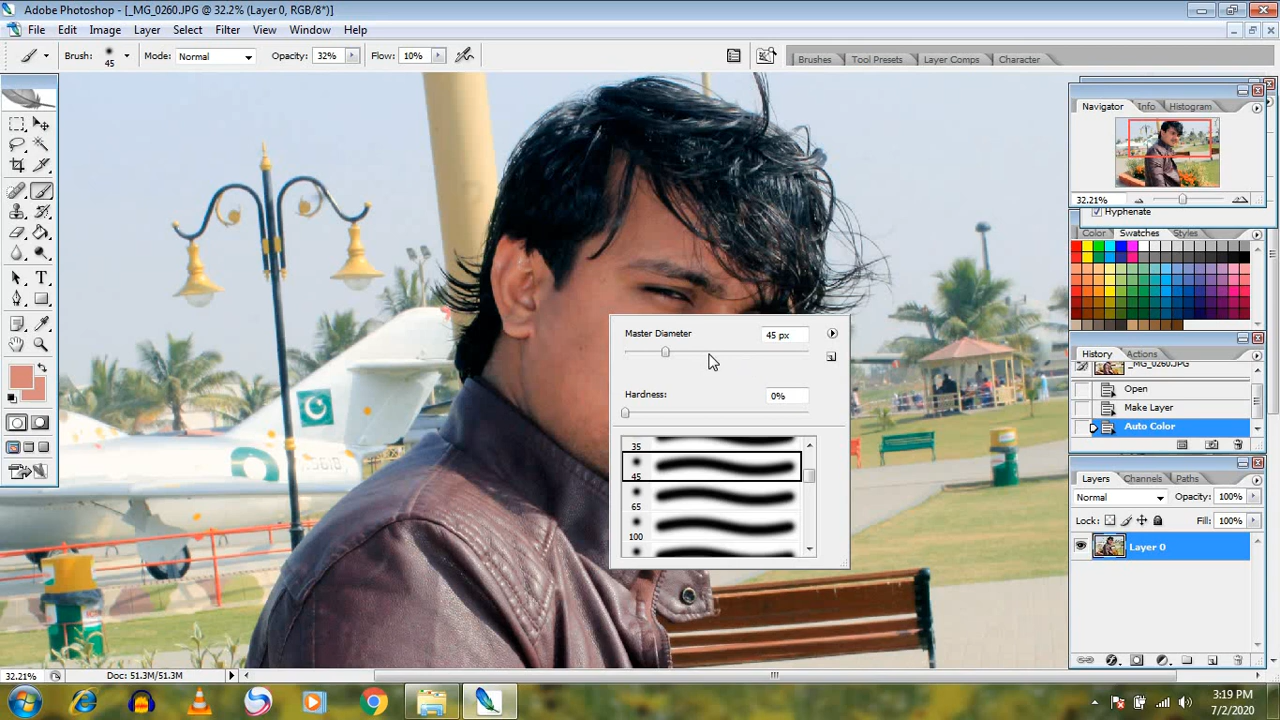 Adobe Photoshop - [_MG_0260.JPG @ 32.2% (Layer 0, RGB/8*)]
File Edit Image Layer Select Filter View Window Help
Brush: 45 Mode: Normal Opacity: 32% Flow: 10%
Brushes Tool Presets Layer Comps Character
Navigator Info Histogram
32.21%
Hyphenate
Color Swatches Styles
Master Diameter 45 px
Hardness: 0%
35
45
65
100
History Actions
_MG_0260.JPG
Open
Make Layer
Auto Color
Layers Channels Paths
Normal Opacity: 100%
Lock: Fill: 100%
Layer 0
32.21% Doc: 51.3M/51.3M
3:19 PM
7/2/2020